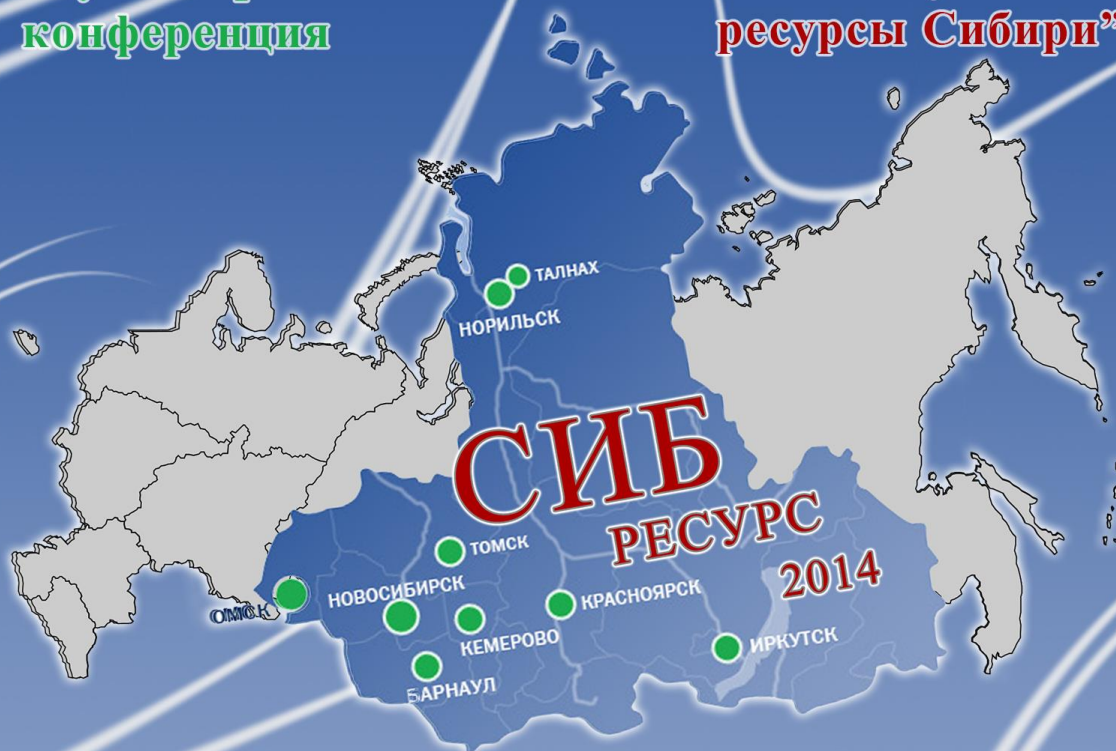 конференция
ресурсы Сибири”
ТАЛНАХ
НОРИЛЬСК
СИБ
РЕСУРС
2014
ТОМСК
НОВОСИБИРСК
КРАСНОЯРСК
ОМСК
КЕМЕРОВО
ИРКУТСК
БАРНАУЛ